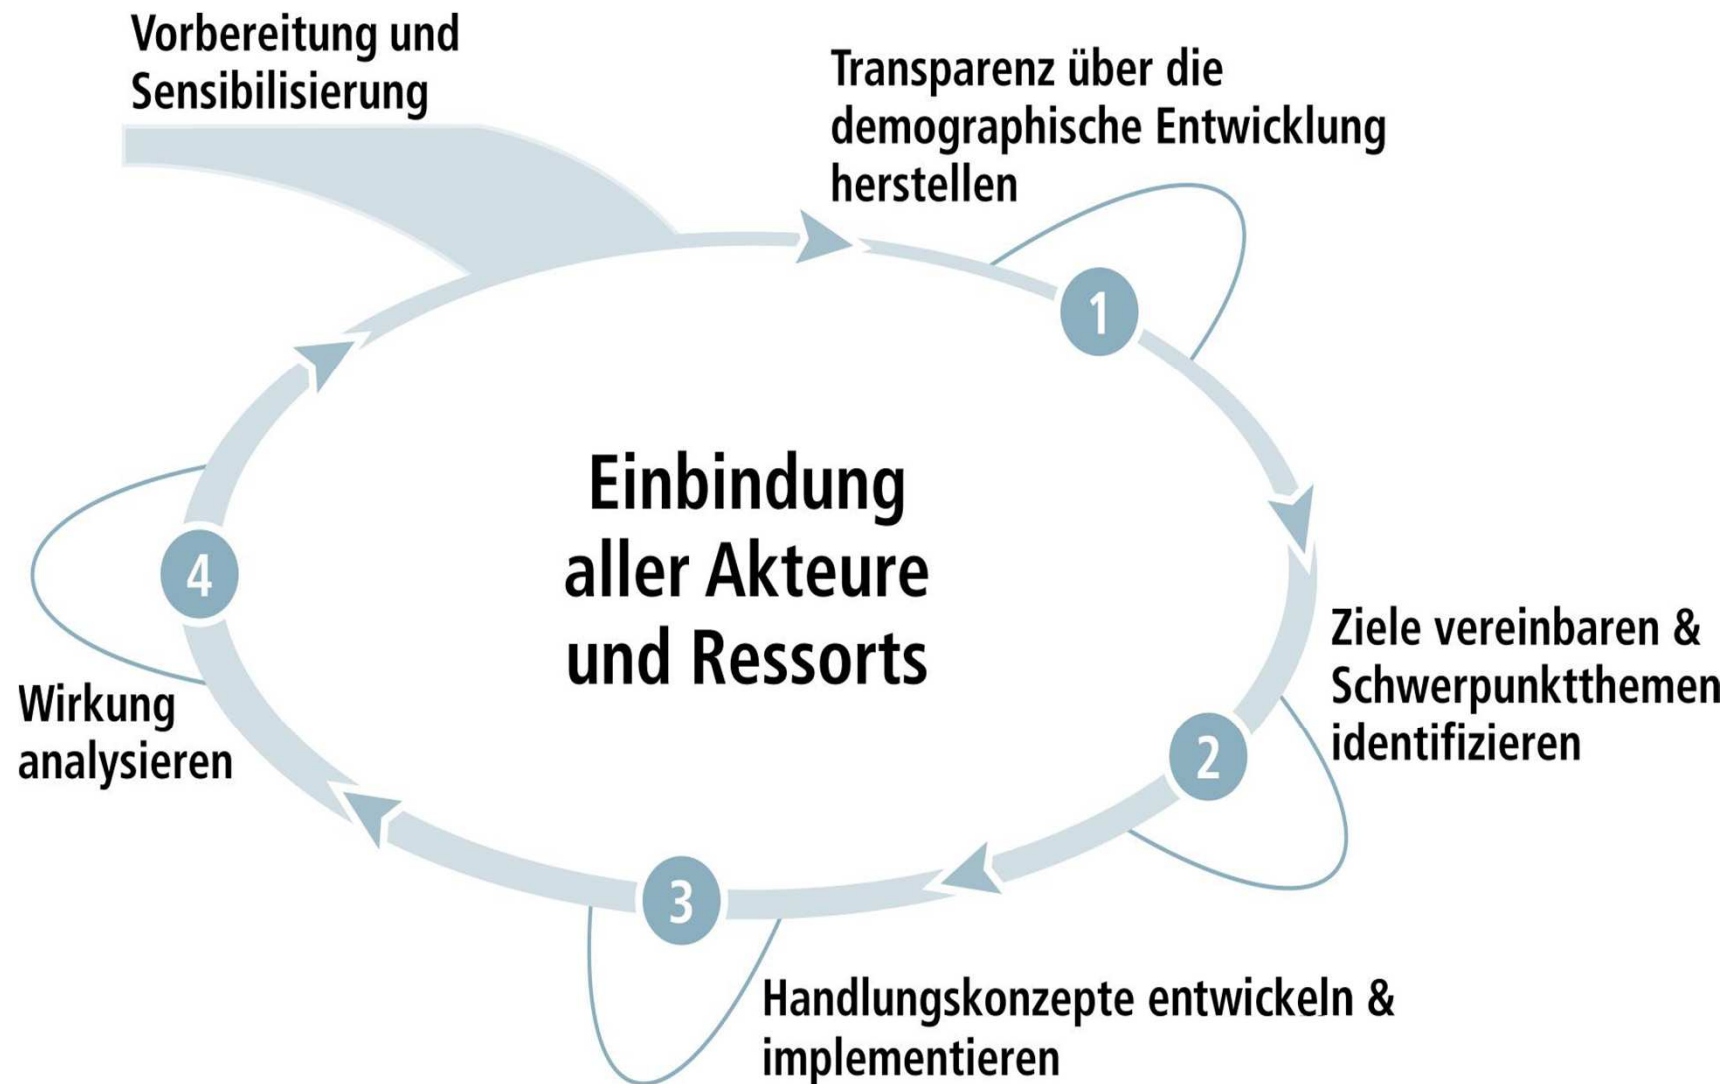 Vorbereitung und
Sensibilisierung
Transparenz über die
demographische Entwicklung
herstellen
1
Einbindung
aller Akteure
und Ressorts
4
Ziele vereinbaren &
Schwerpunktthemen
identifizieren
Wirkung
analysieren
2
3
Handlungskonzepte entwickeln &
implementieren